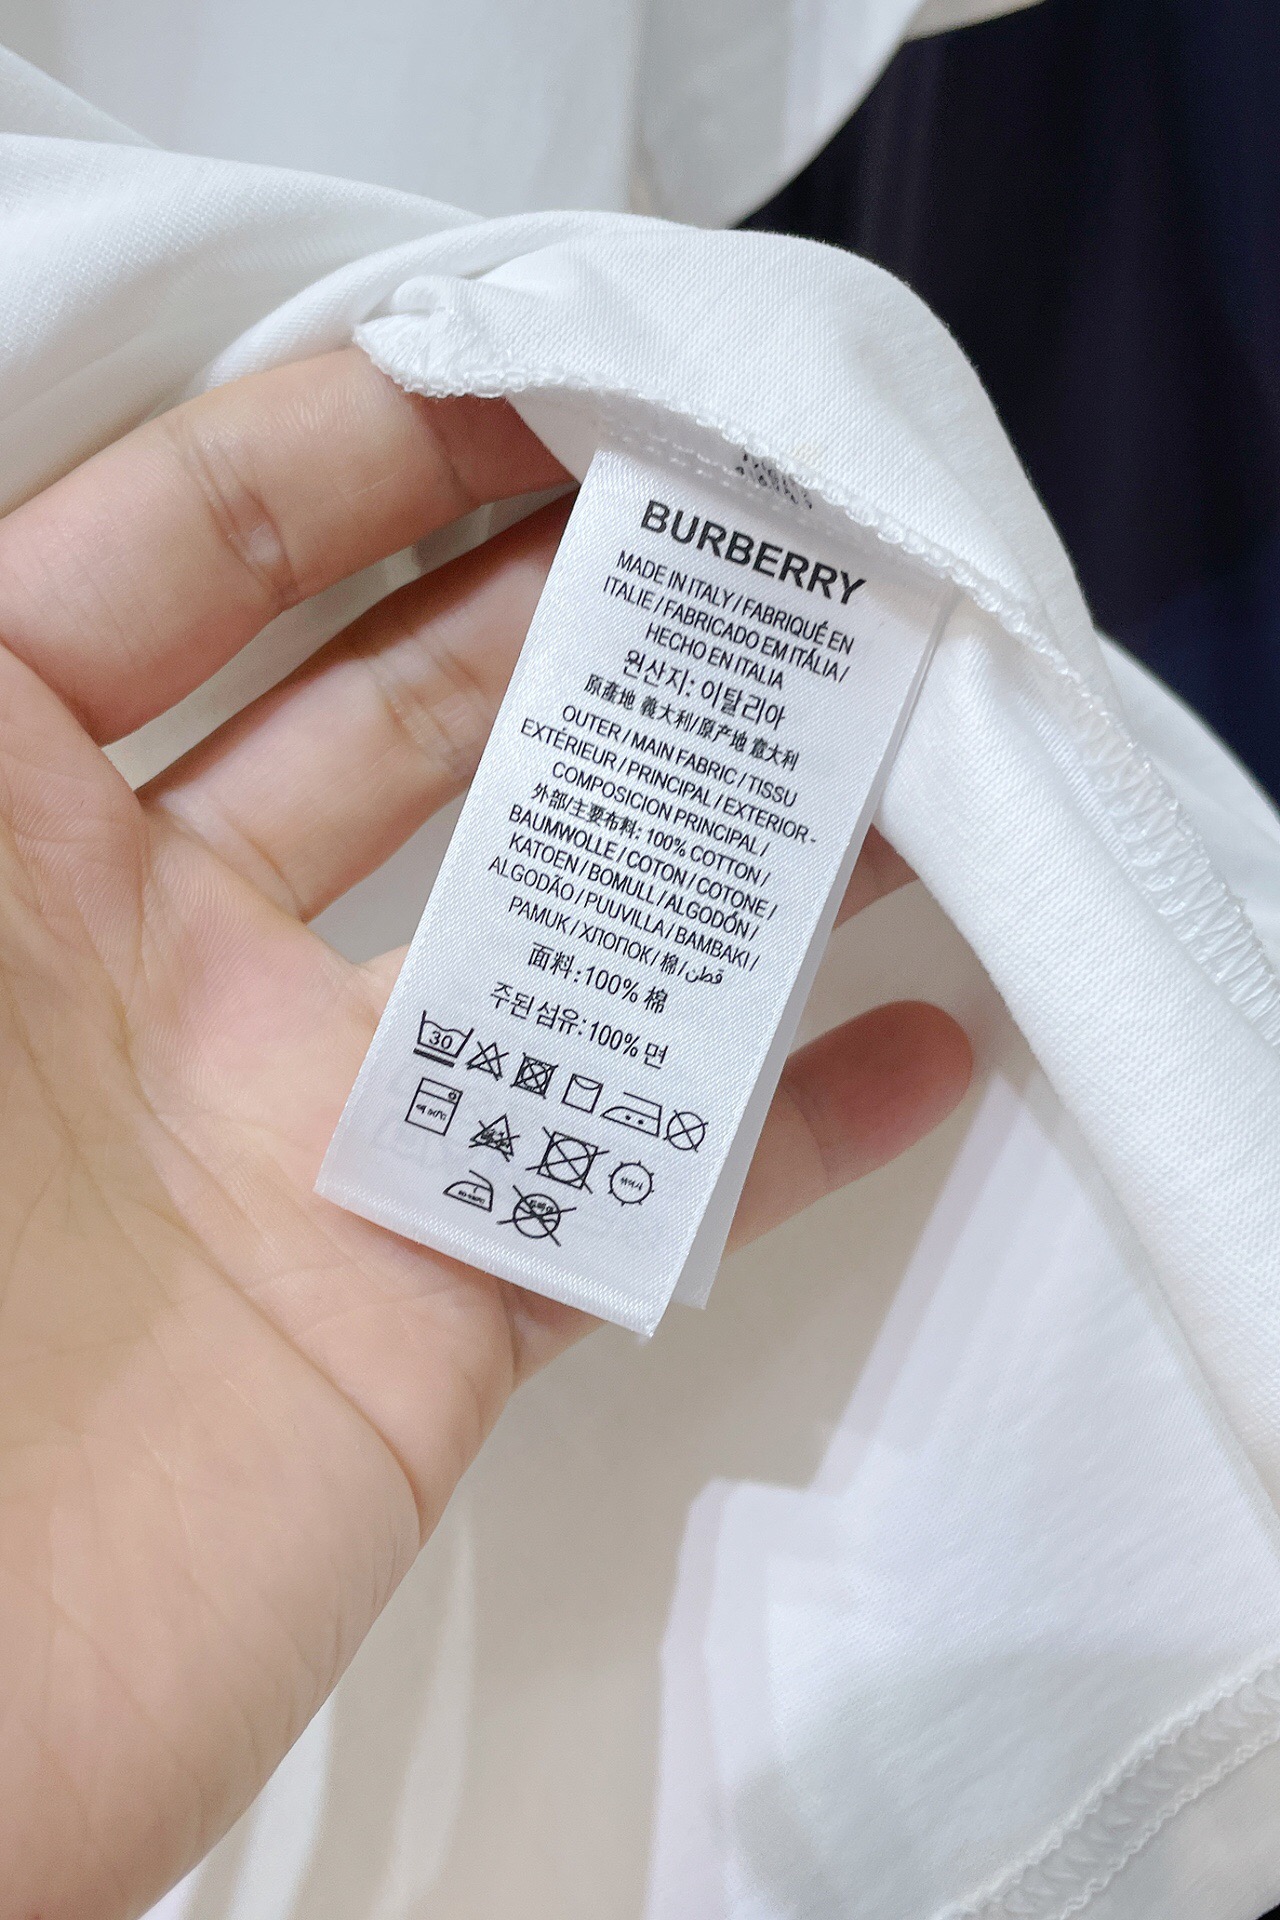 BURBERRY
MADE IN ITALY / FABRIQUÉ EN
ITALIE / FABRICADO EM ITÁLIA /
HECHO EN ITALIA
원산지: 이탈리아
原產地 義大利/原产地 意大利
OUTER / MAIN FABRIC / TISSU
EXTÉRIEUR / PRINCIPAL / EXTERIOR-
COMPOSICION PRINCIPAL /
外部/主要布料: 100% COTTON /
BAUMWOLLE / COTON / COTONE /
KATOEN / BOMULL / ALGODÓN /
ALGODÃO / PUUVILLA / BAMBAKI /
PAMUK / ХЛОПОК / 棉 / قطن
面料:100% 棉
주된 섬유:100% 면
30